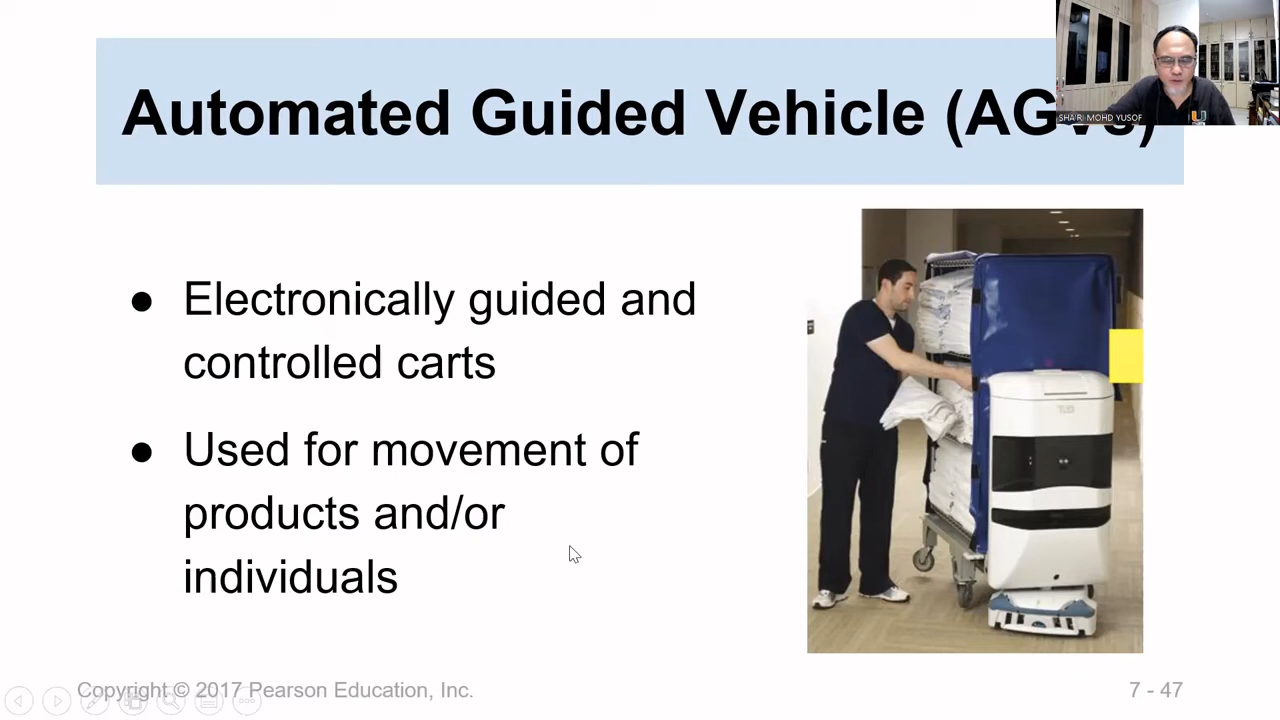 Automated Guided Vehicle (AGVs)
SHA'RI MOHD YUSOF
● Electronically guided and
controlled carts
● Used for movement of
products and/or
individuals
Copyright © 2017 Pearson Education, Inc.
7 - 47